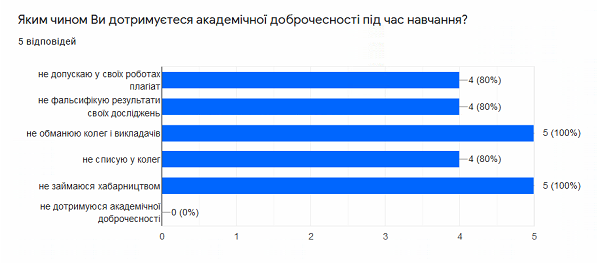 Яким чином Ви дотримуєтеся академічної доброчесності під час навчання?
5 відповідей
не допускаю у своїх роботах
плагіат
4 (80%)
не фальсифікую результати
своїх досліджень
4 (80%)
не обманюю колег і викладачів
5 (100%)
не списую у колег
4 (80%)
не займаюся хабарництвом
5 (100%)
не дотримуюся академічної
доброчесності
0 (0%)
0 1 2 3 4 5